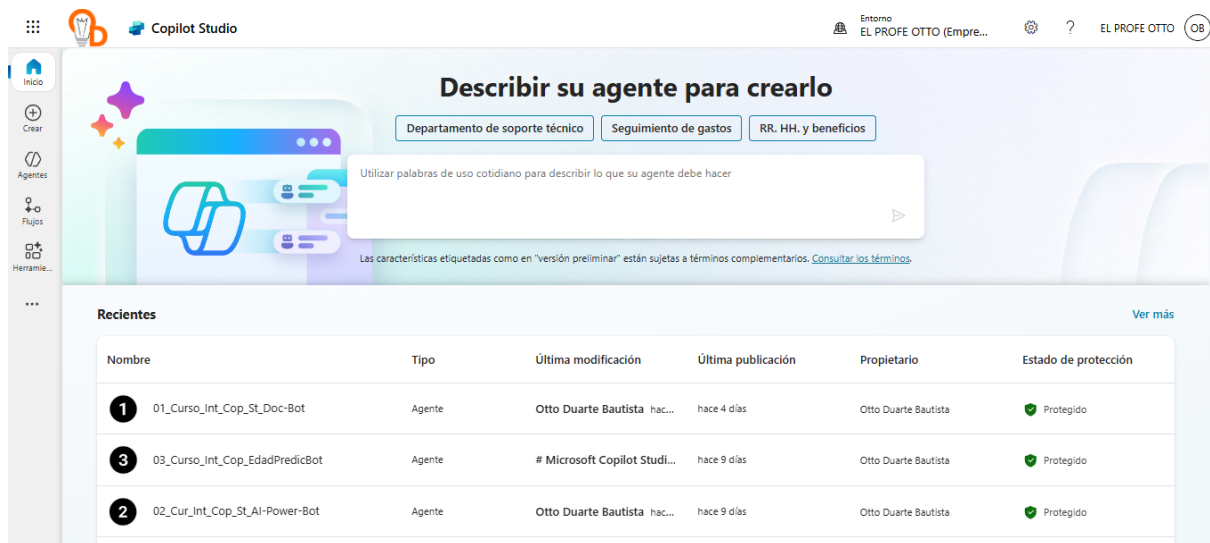 Copilot Studio
Entorno
EL PROFE OTTO (Empre...
?
EL PROFE OTTO
OB
Inicio
Crear
Agentes
Flujos
Herramie...
Describir su agente para crearlo
Departamento de soporte técnico
Seguimiento de gastos
RR. HH. y beneficios
Utilizar palabras de uso cotidiano para describir lo que su agente debe hacer
Las características etiquetadas como en "versión preliminar" están sujetas a términos complementarios. Consultar los términos.
Recientes
Ver más
Nombre Tipo Última modificación Última publicación Propietario Estado de protección
1 01_Curso_Int_Cop_St_Doc-Bot Agente Otto Duarte Bautista hac... hace 4 días Otto Duarte Bautista Protegido
3 03_Curso_Int_Cop_EdadPredicBot Agente # Microsoft Copilot Studi... hace 9 días Otto Duarte Bautista Protegido
2 02_Cur_Int_Cop_St_AI-Power-Bot Agente Otto Duarte Bautista hac... hace 9 días Otto Duarte Bautista Protegido